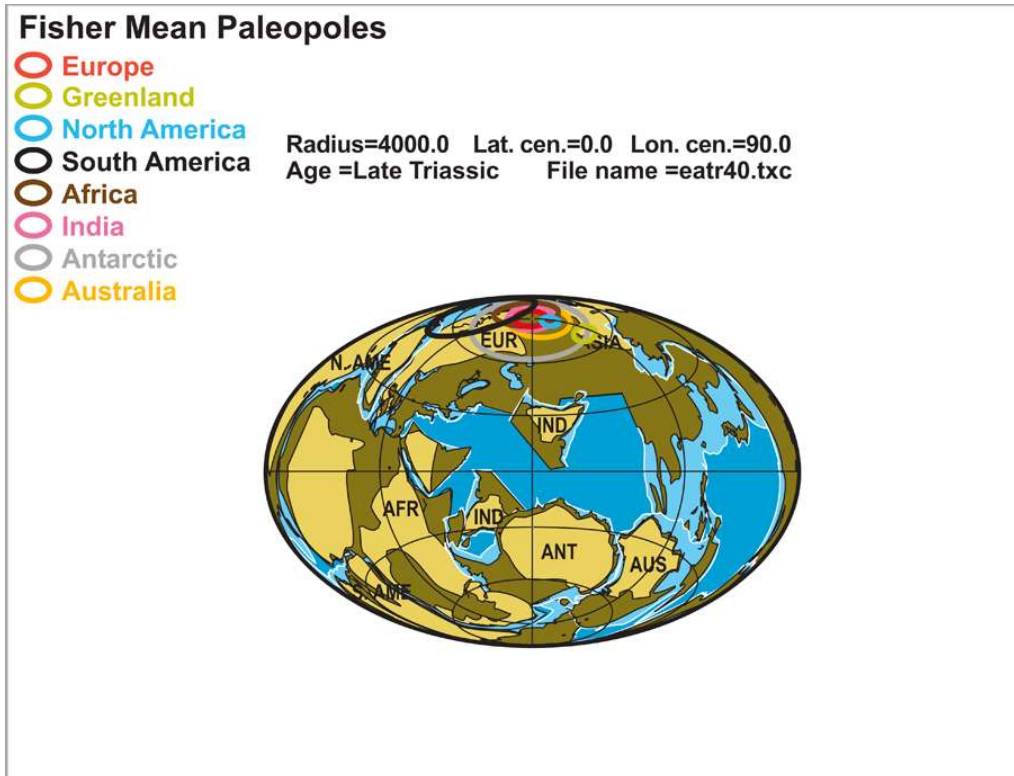 Fisher Mean Paleopoles
Europe
Greenland
North America
South America
Africa
India
Antarctic
Australia
Radius=4000.0 Lat. cen.=0.0 Lon. cen.=90.0
Age =Late Triassic File name =eatr40.txc
EUR
ASIA
N. AME
IND
AFR
IND
ANT
AUS
S. AME